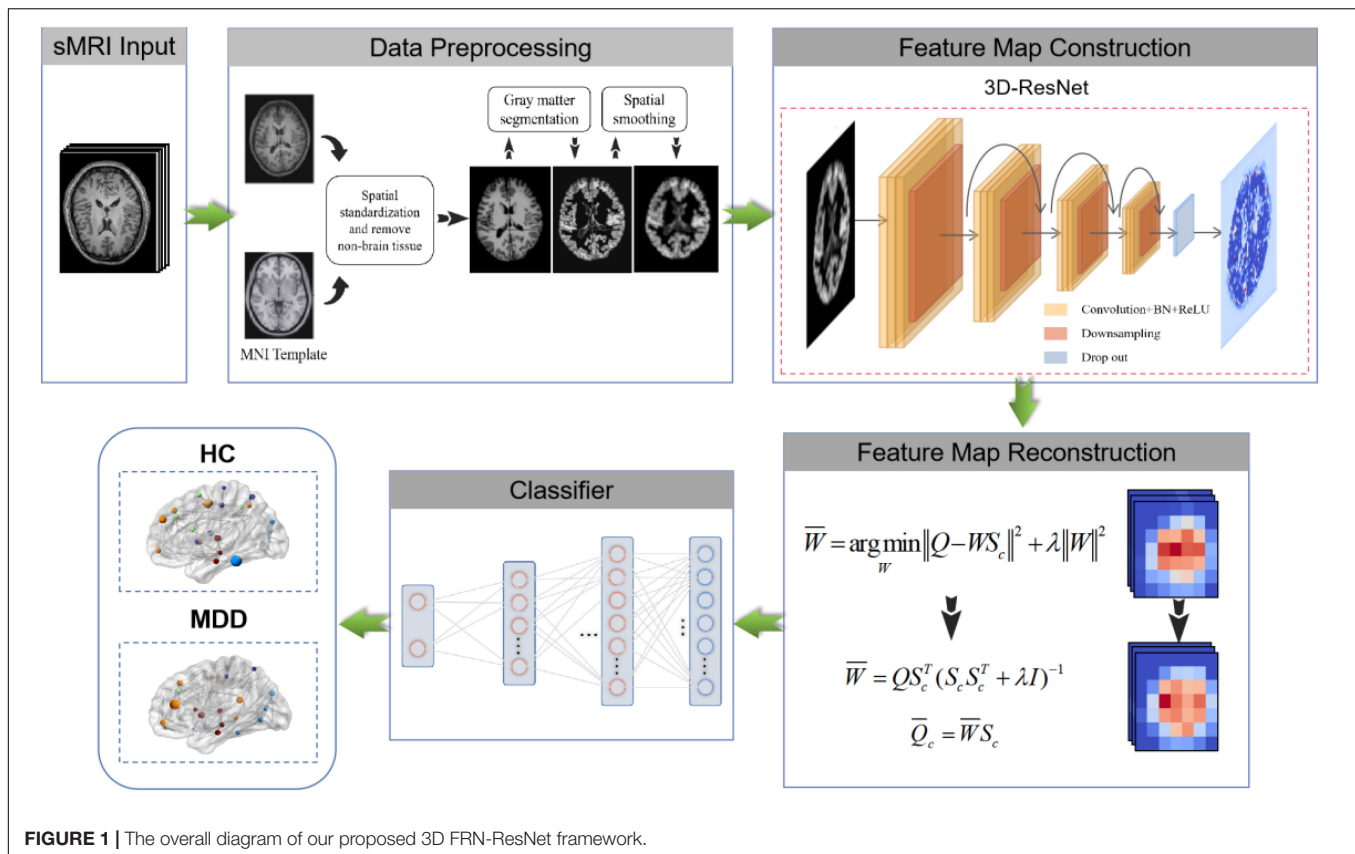 sMRI Input
Data Preprocessing
MNI Template
Spatial
standardization
and remove
non-brain tissue
Gray matter
segmentation
Spatial
smoothing
Feature Map Construction
3D-ResNet
Convolution+BN+ReLU
Downsampling
Drop out
Feature Map Reconstruction
W̅ = arg min_W ‖Q − WS_c‖² + λ‖W‖²
W̅ = QS_c^T (S_c S_c^T + λI)⁻¹
Q̅_c = W̅S_c
Classifier
HC
MDD
FIGURE 1 | The overall diagram of our proposed 3D FRN-ResNet framework.